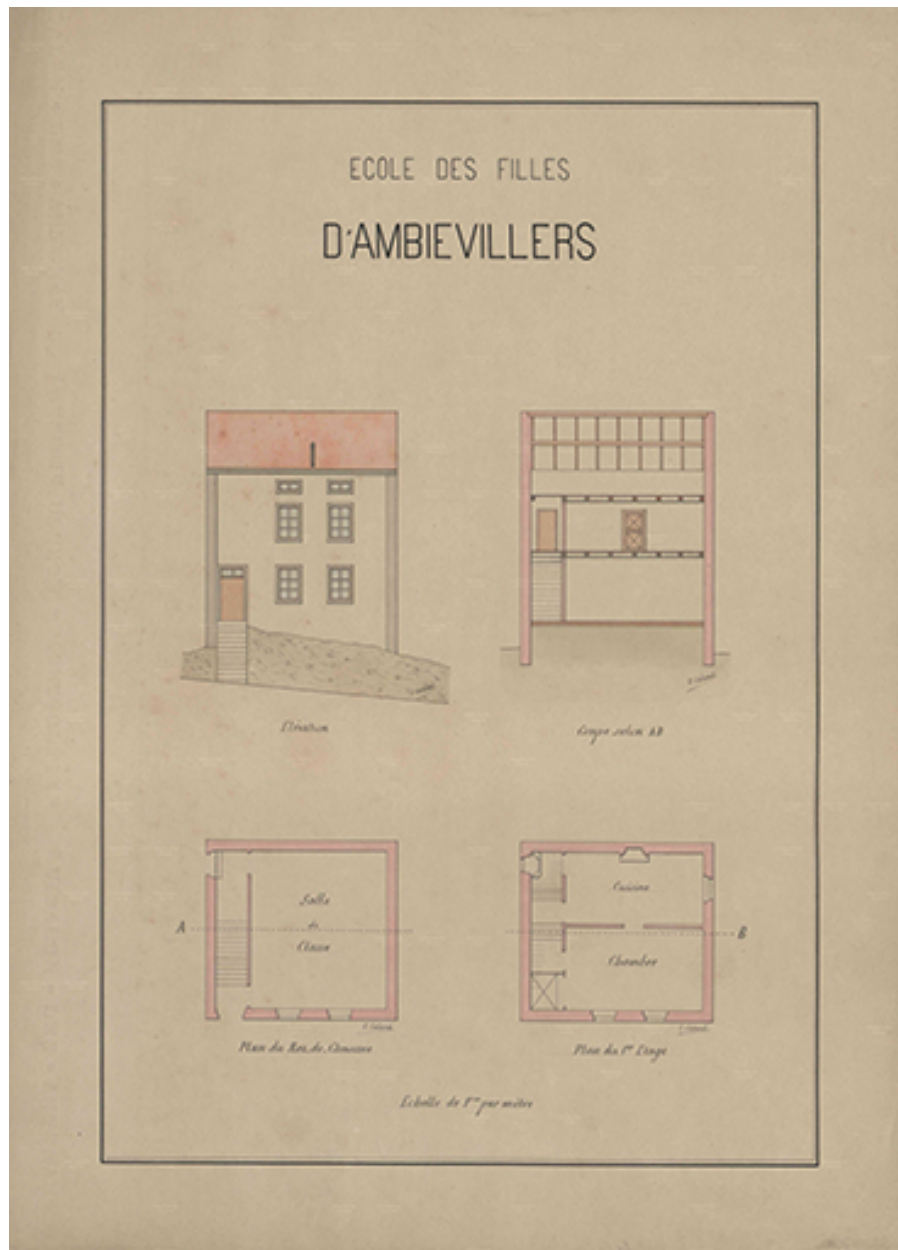 ECOLE DES FILLES
D'AMBIEVILLERS
Elévation
Coupe selon AB
A
Salle
de
Classe
Cuisine
Chambre
B
Plan du Rez. de. Chaussée
Plan du 1er Etage
Echelle de 1cm par mètre